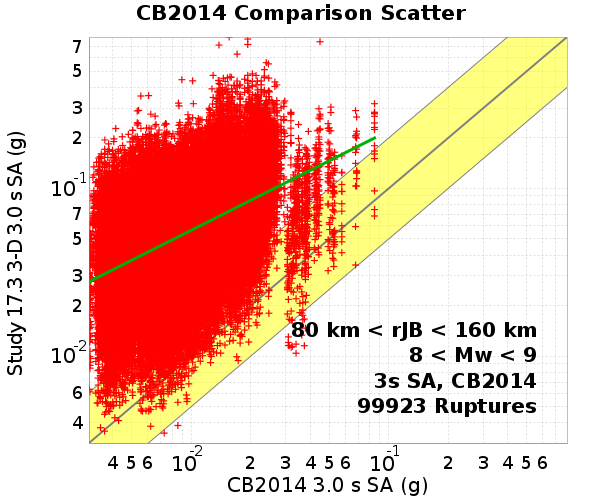 CB2014 Comparison Scatter
Study 17.3 3-D 3.0 s SA (g)
7
5
3
2
10⁻¹
7
5
3
2
10⁻²
6
4
80 km < rJB < 160 km
8 < Mw < 9
3s SA, CB2014
99923 Ruptures
4 5 6 10⁻² 2 3 4 5 6 10⁻¹ 2 3 4 5 6
CB2014 3.0 s SA (g)